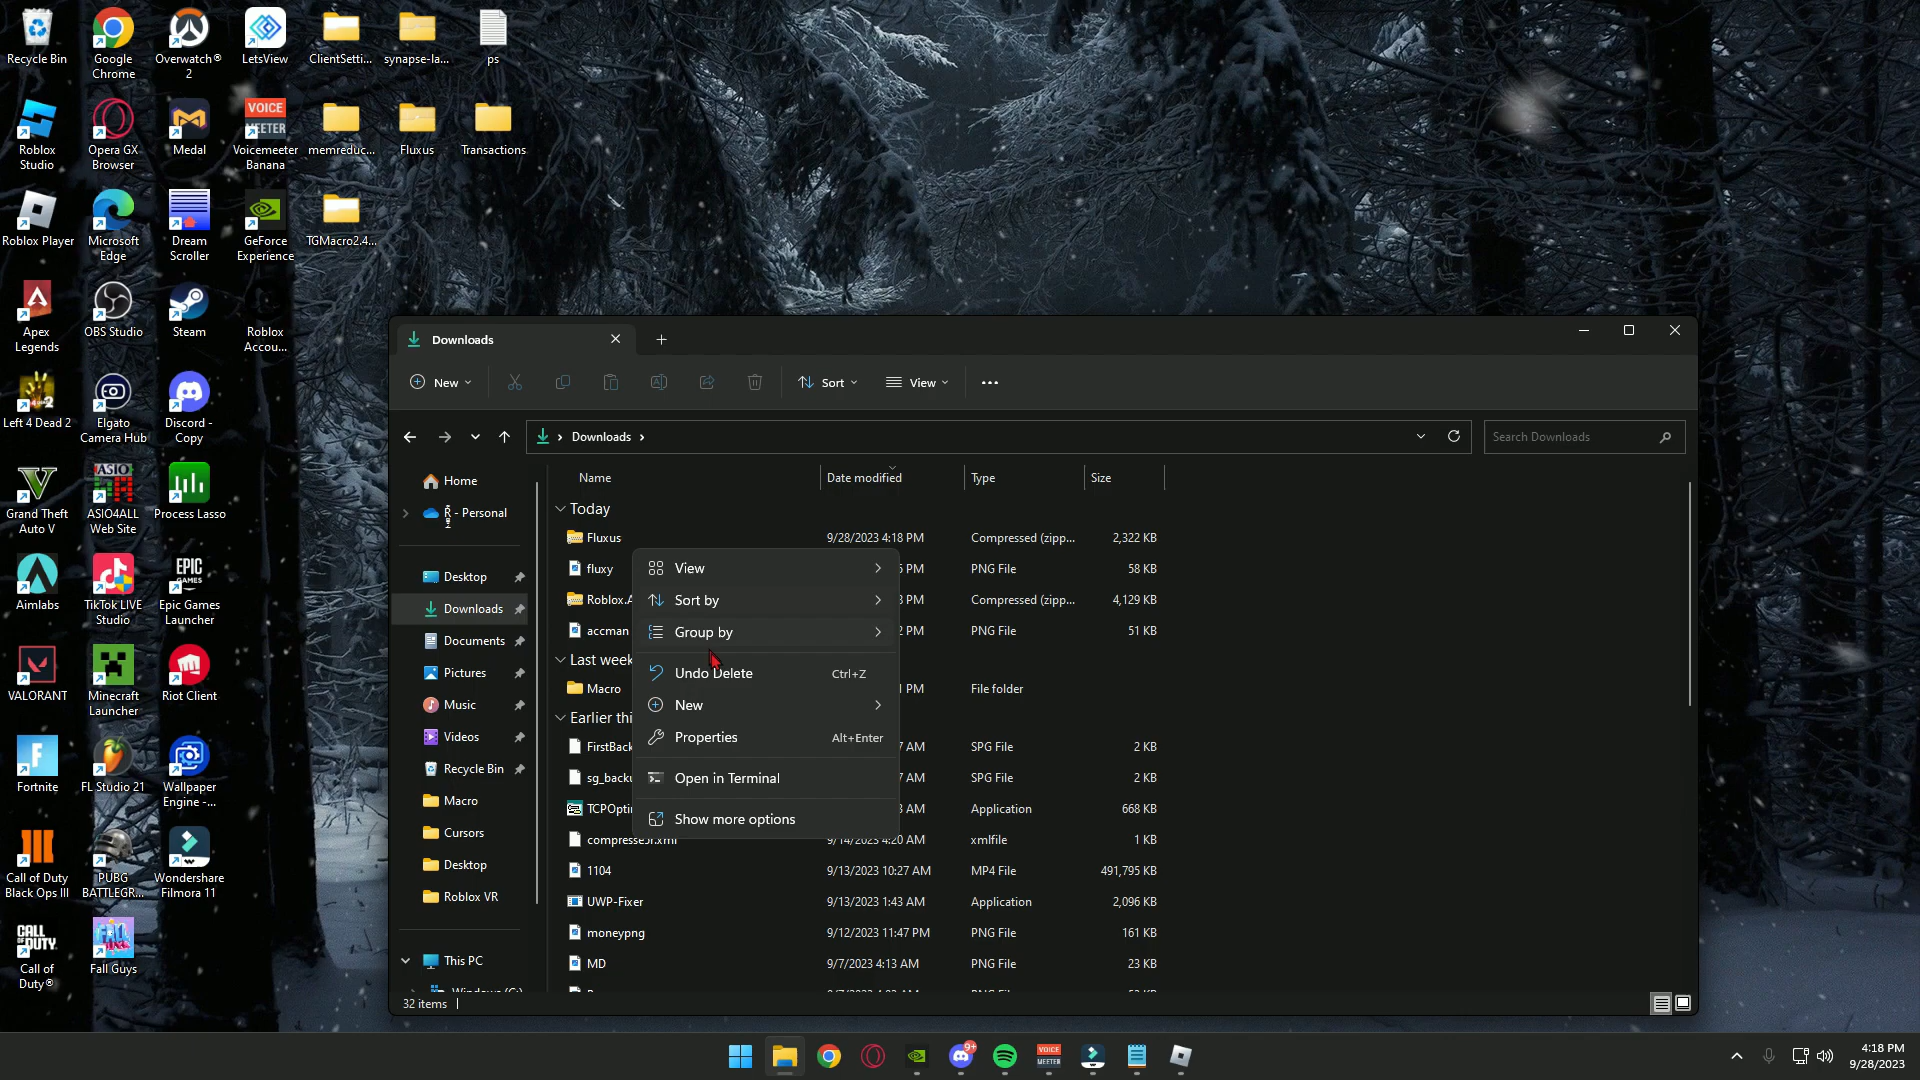 Recycle Bin
Google
Chrome
Overwatch®
2
LetsView
ClientSetti...
synapse-la...
ps
Roblox
Studio
Opera GX
Browser
Medal
VOICE
MEETER
Voicemeeter
Banana
memreduc...
Fluxus
Transactions
Roblox Player
Microsoft
Edge
Dream
Scroller
GeForce
Experience
TGMacro2.4...
Apex
Legends
OBS Studio
Steam
Roblox
Accou...
Left 4 Dead 2
Elgato
Camera Hub
Discord -
Copy
Grand Theft
Auto V
ASIO
ASIO4ALL
Web Site
Process Lasso
Aimlabs
TikTok LIVE
Studio
EPIC
GAMES
Epic Games
Launcher
VALORANT
Minecraft
Launcher
Riot Client
Fortnite
FL Studio 21
Wallpaper
Engine -...
Call of Duty
Black Ops III
PUBG
BATTLEGR...
Wondershare
Filmora 11
CALL
OF DUTY
Call of
Duty®
Fall Guys
Downloads
New
Sort
View
Downloads
Search Downloads
Home
- Personal
Desktop
Downloads
Documents
Pictures
Music
Videos
Recycle Bin
Macro
Cursors
Desktop
Roblox VR
This PC
Name Date modified Type Size
Today
Fluxus 9/28/2023 4:18 PM Compressed (zipp... 2,322 KB
fluxy PM PNG File 58 KB
Roblox.A PM Compressed (zipp... 4,129 KB
accman PM PNG File 51 KB
Last week
Macro PM File folder
Earlier thi
FirstBack AM SPG File 2 KB
sg_backu AM SPG File 2 KB
TCPOpti AM Application 668 KB
9/14/2023 4:20 AM xmlfile 1 KB
1104 9/13/2023 10:27 AM MP4 File 491,795 KB
UWP-Fixer 9/13/2023 1:43 AM Application 2,096 KB
moneypng 9/12/2023 11:47 PM PNG File 161 KB
MD 9/7/2023 4:13 AM PNG File 23 KB
View
Sort by
Group by
Undo Delete Ctrl+Z
New
Properties Alt+Enter
Open in Terminal
Show more options
32 items
9+
VOICE
MEETER
4:18 PM
9/28/2023